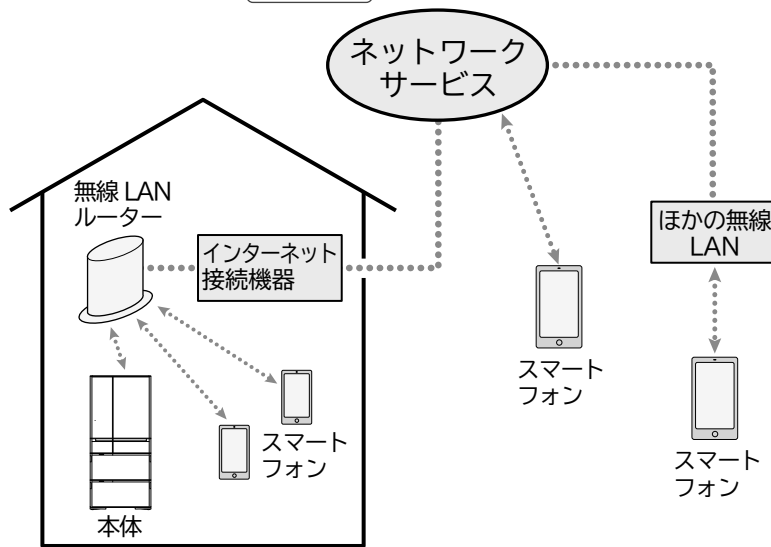 ネットワーク
サービス
無線 LAN
ルーター
インターネット
接続機器
ほかの無線
LAN
スマート
フォン
スマート
フォン
スマート
フォン
本体